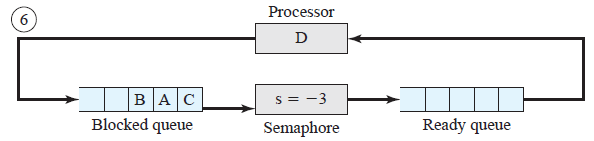 6
Processor
D
B A C
s = −3
Blocked queue
Semaphore
Ready queue